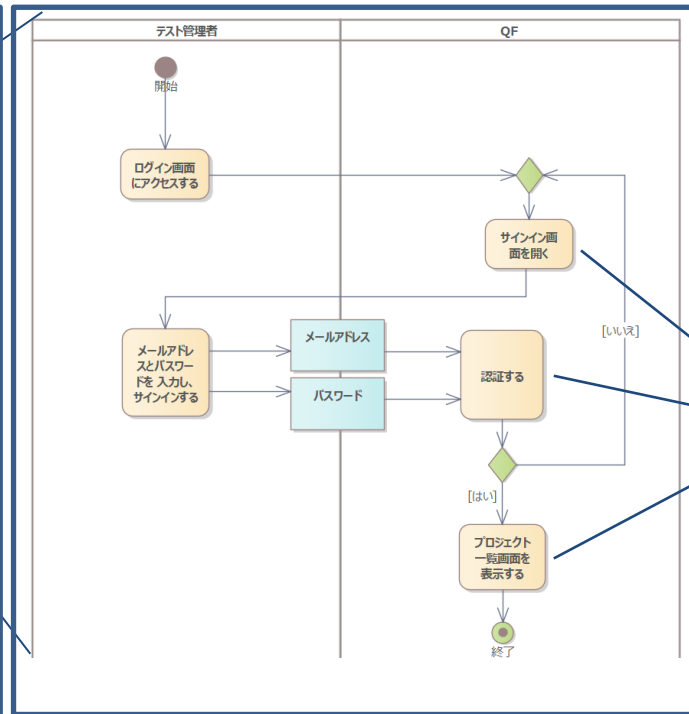 テスト管理者
QF
開始
ログイン画面
にアクセスする
サインイン画
面を開く
[いいえ]
メールアドレ
スとパスワー
ドを 入力し、
サインインする
メールアドレス
パスワード
認証する
[はい]
プロジェクト
一覧画面を
表示する
終了